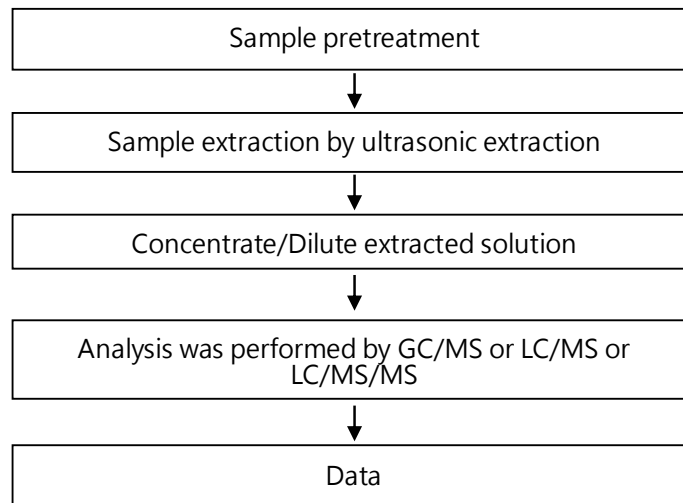 Sample pretreatment
Sample extraction by ultrasonic extraction
Concentrate/Dilute extracted solution
Analysis was performed by GC/MS or LC/MS or
LC/MS/MS
Data